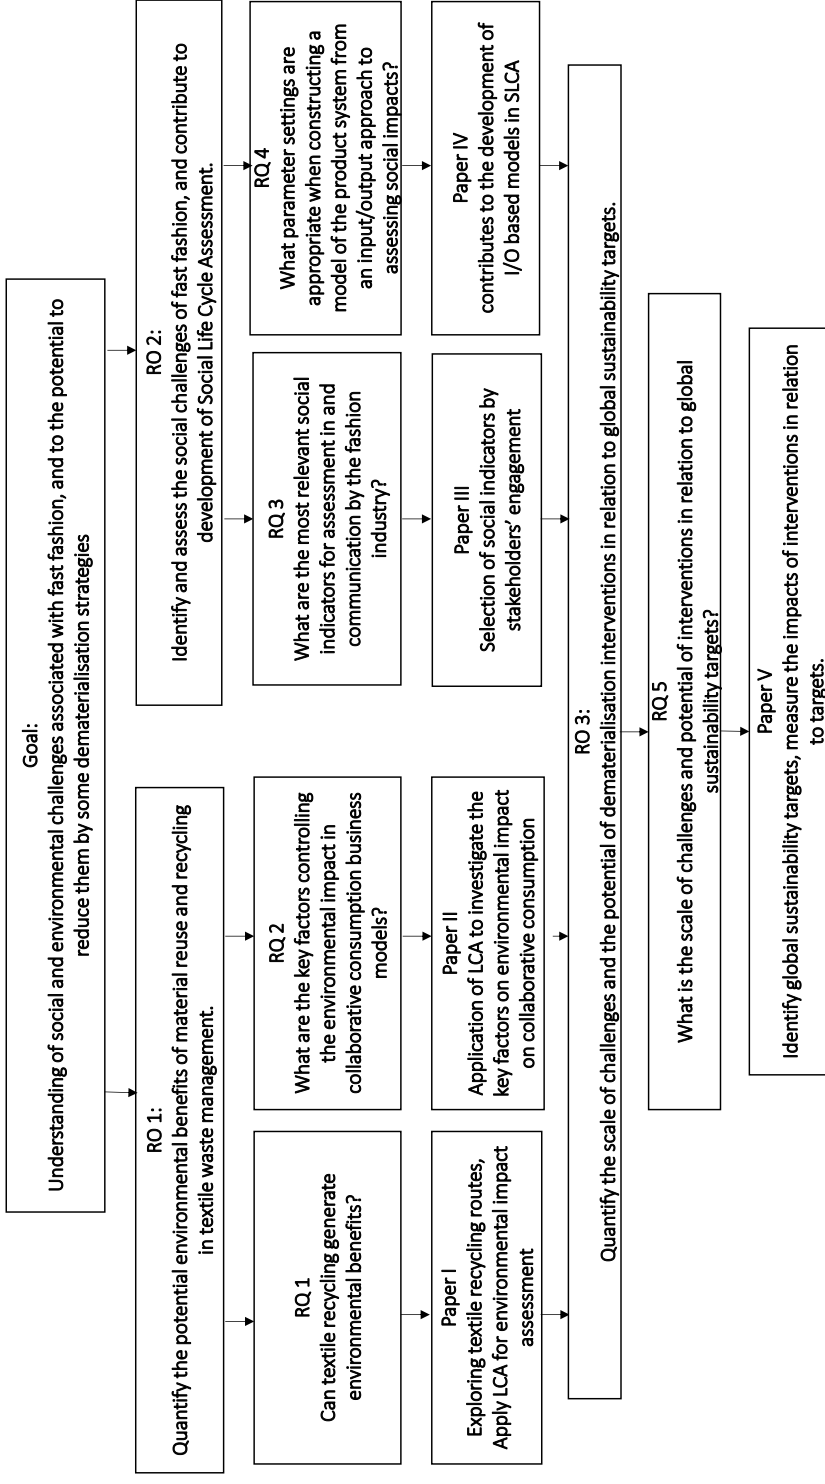 Goal:
Understanding of social and environmental challenges associated with fast fashion, and to the potential to
reduce them by some dematerialisation strategies
RO 1:
Quantify the potential environmental benefits of material reuse and recycling
in textile waste management.
RO 2:
Identify and assess the social challenges of fast fashion, and contribute to
development of Social Life Cycle Assessment.
RQ 1
Can textile recycling generate
environmental benefits?
RQ 2
What are the key factors controlling
the environmental impact in
collaborative consumption business
models?
RQ 3
What are the most relevant social
indicators for assessment in and
communication by the fashion
industry?
RQ 4
What parameter settings are
appropriate when constructing a
model of the product system from
an input/output approach to
assessing social impacts?
Paper I
Exploring textile recycling routes,
Apply LCA for environmental impact
assessment
Paper II
Application of LCA to investigate the
key factors on environmental impact
on collaborative consumption
Paper III
Selection of social indicators by
stakeholders' engagement
Paper IV
contributes to the development of
I/O based models in SLCA
RO 3:
Quantify the scale of challenges and the potential of dematerialisation interventions in relation to global sustainability targets.
RQ 5
What is the scale of challenges and potential of interventions in relation to global
sustainability targets?
Paper V
Identify global sustainability targets, measure the impacts of interventions in relation
to targets.